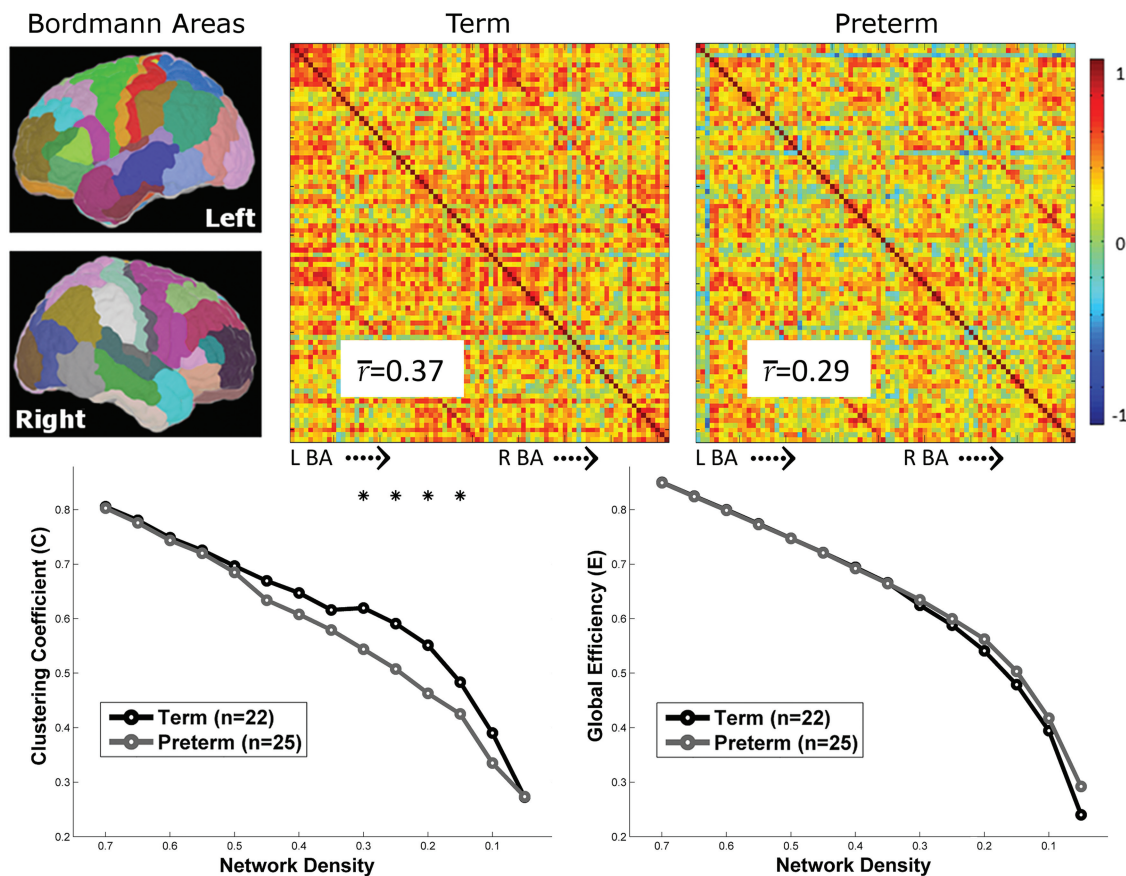 Bordmann Areas
Term
Preterm
Left
Right
r̅=0.37
r̅=0.29
1
0
-1
L BA
R BA
L BA
R BA
* * * *
Clustering Coefficient (C)
0.8
0.7
0.6
0.5
0.4
0.3
0.2
Term (n=22)
Preterm (n=25)
0.7 0.6 0.5 0.4 0.3 0.2 0.1
Network Density
Global Efficiency (E)
0.8
0.7
0.6
0.5
0.4
0.3
0.2
Term (n=22)
Preterm (n=25)
0.7 0.6 0.5 0.4 0.3 0.2 0.1
Network Density